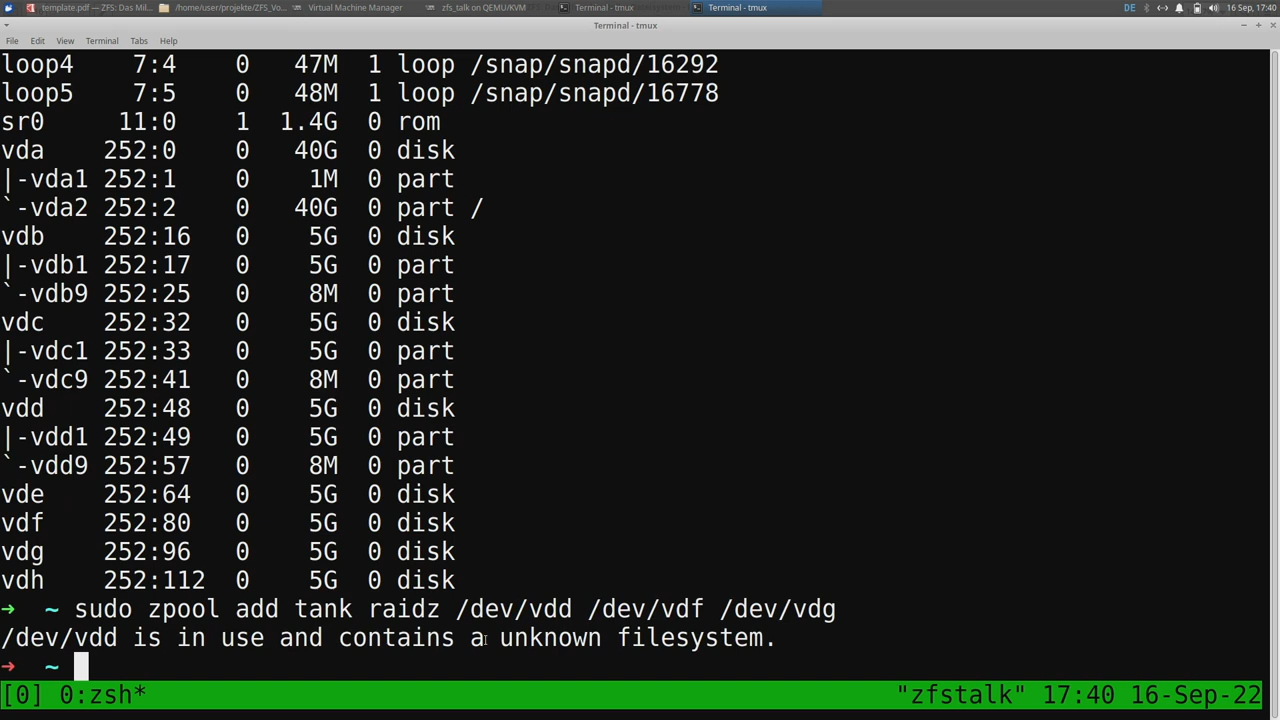 template.pdf — ZFS: Das Mil... /home/user/projekte/ZFS_Vo... Virtual Machine Manager zfs_talk on QEMU/KVM Terminal - tmux Terminal - tmux DE 16 Sep, 17:40
Terminal - tmux
File Edit View Terminal Tabs Help
loop4 7:4 0 47M 1 loop /snap/snapd/16292
loop5 7:5 0 48M 1 loop /snap/snapd/16778
sr0 11:0 1 1.4G 0 rom
vda 252:0 0 40G 0 disk
|-vda1 252:1 0 1M 0 part
`-vda2 252:2 0 40G 0 part /
vdb 252:16 0 5G 0 disk
|-vdb1 252:17 0 5G 0 part
`-vdb9 252:25 0 8M 0 part
vdc 252:32 0 5G 0 disk
|-vdc1 252:33 0 5G 0 part
`-vdc9 252:41 0 8M 0 part
vdd 252:48 0 5G 0 disk
|-vdd1 252:49 0 5G 0 part
`-vdd9 252:57 0 8M 0 part
vde 252:64 0 5G 0 disk
vdf 252:80 0 5G 0 disk
vdg 252:96 0 5G 0 disk
vdh 252:112 0 5G 0 disk
→ ~ sudo zpool add tank raidz /dev/vdd /dev/vdf /dev/vdg
/dev/vdd is in use and contains a unknown filesystem.
→ ~
[0] 0:zsh* "zfstalk" 17:40 16-Sep-22